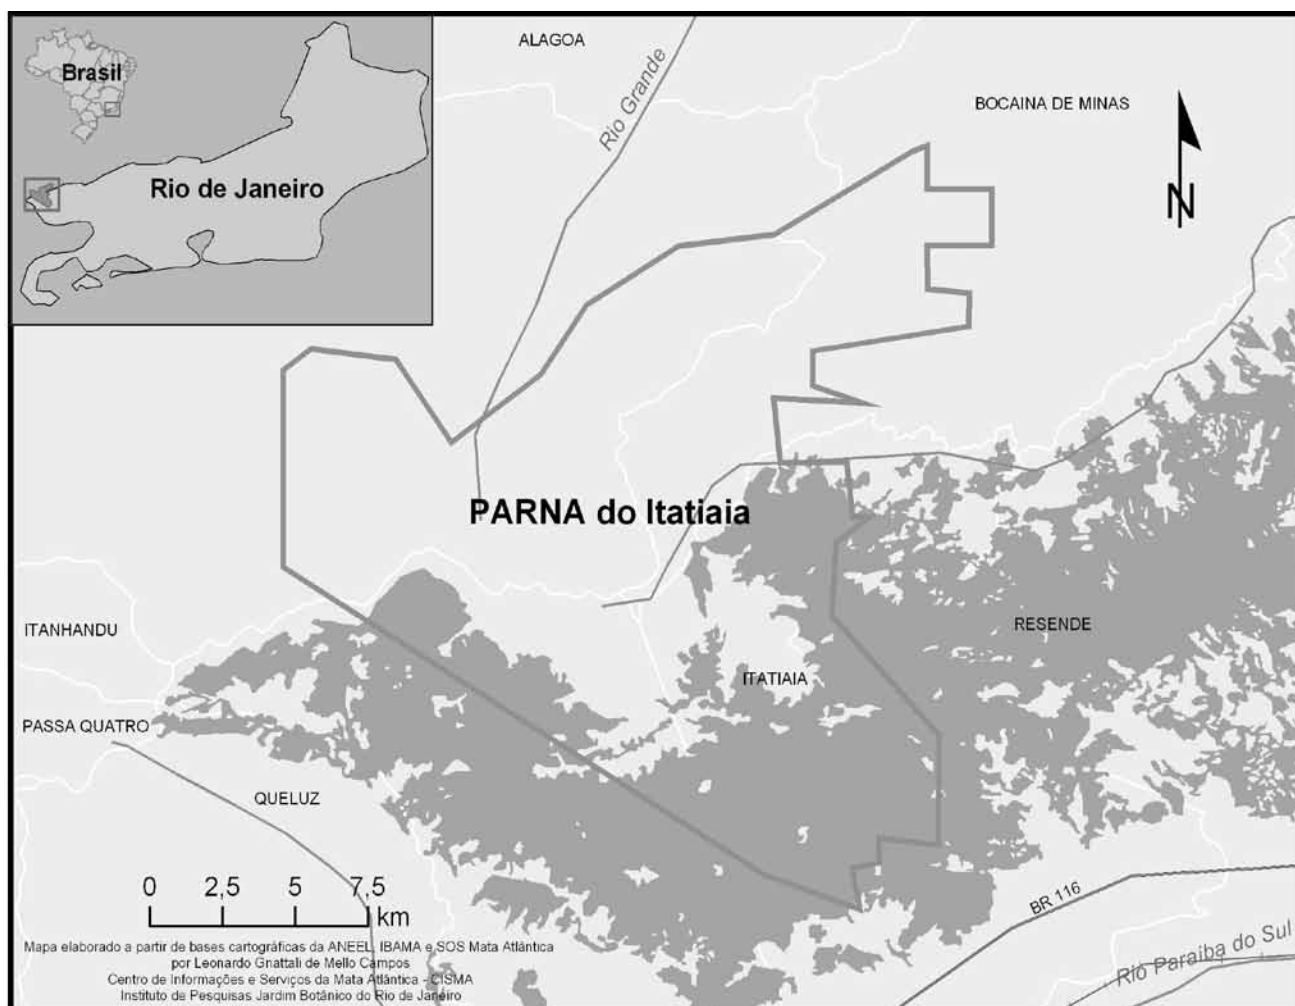 Brasil
Rio de Janeiro
ALAGOA
Rio Grande
BOCAINA DE MINAS
N
PARNA do Itatiaia
ITANHANDU
RESENDE
ITATIAIA
PASSA QUATRO
QUELUZ
0 2,5 5 7,5
km
BR 116
Rio Paraiba do Sul
Mapa elaborado a partir de bases cartográficas da ANEEL, IBAMA e SOS Mata Atlântica
por Leonardo Gnattali de Mello Campos
Centro de Informações e Serviços da Mata Atlântica - CISMA
Instituto de Pesquisas Jardim Botânico do Rio de Janeiro